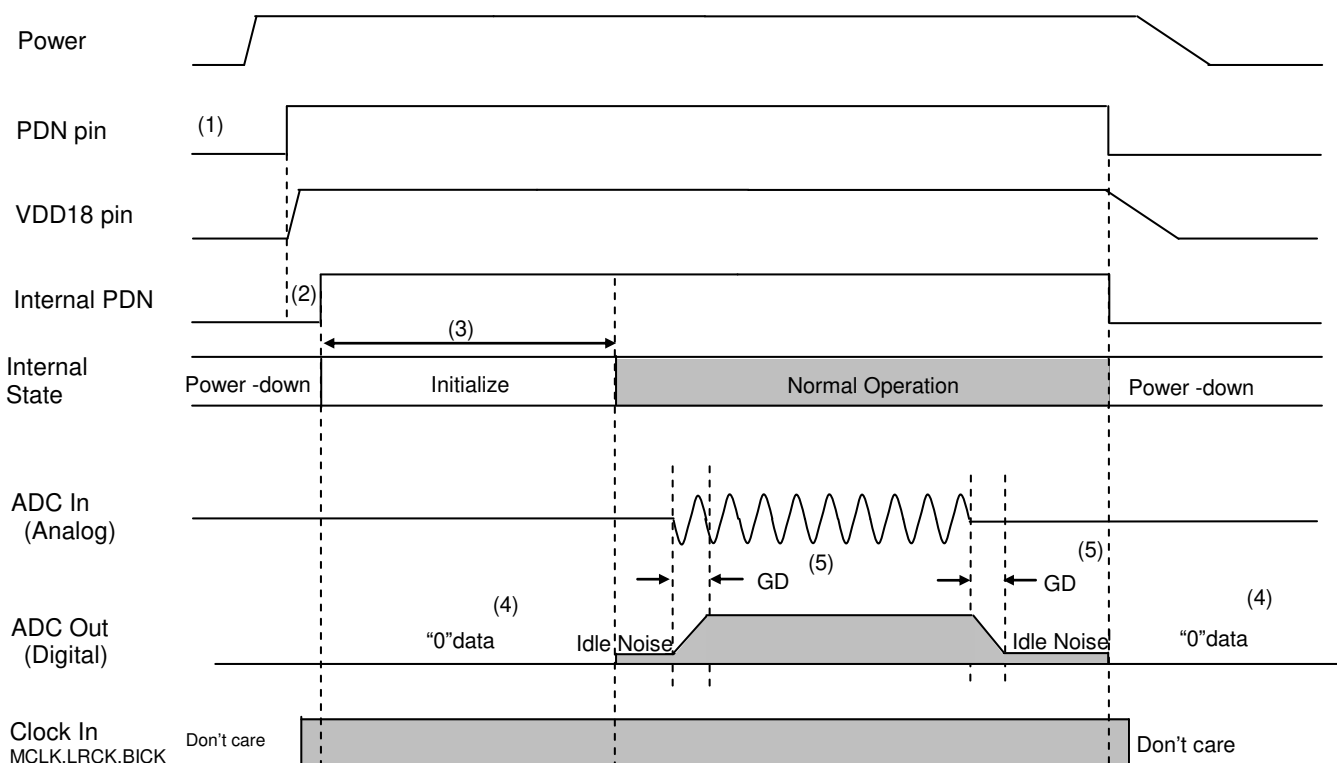 Power
PDN pin
(1)
VDD18 pin
Internal PDN
(2)
(3)
Internal
State
Power -down
Initialize
Normal Operation
Power -down
ADC In
(Analog)
(5)
GD
(5)
GD
ADC Out
(Digital)
(4)
“0”data
Idle Noise
Idle Noise
(4)
“0”data
Clock In
MCLK,LRCK,BICK
Don’t care
Don’t care